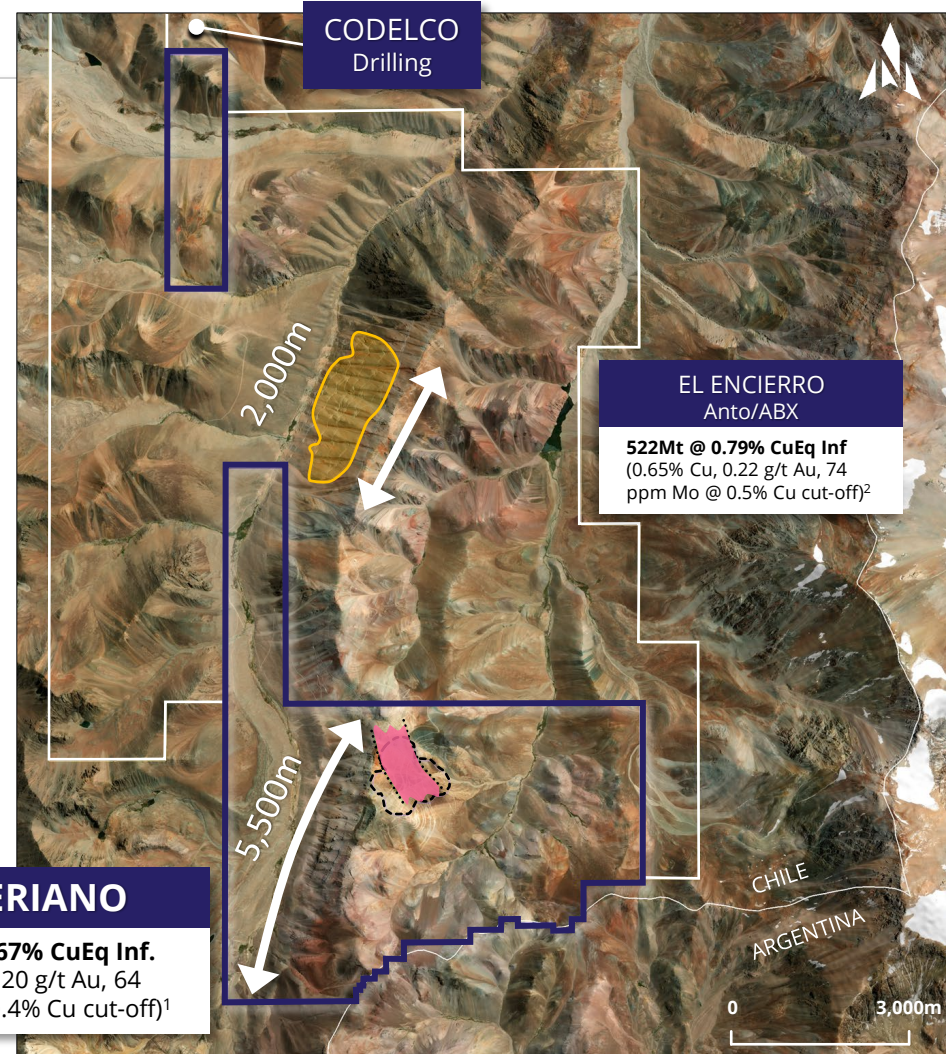 CODELCO
Drilling
2,000m
EL ENCIERRO
Anto/ABX
522Mt @ 0.79% CuEq Inf
(0.65% Cu, 0.22 g/t Au, 74
ppm Mo @ 0.5% Cu cut-off)2
5,500m
ERIANO
67% CuEq Inf.
20 g/t Au, 64
.4% Cu cut-off)1
CHILE
ARGENTINA
0 3,000m